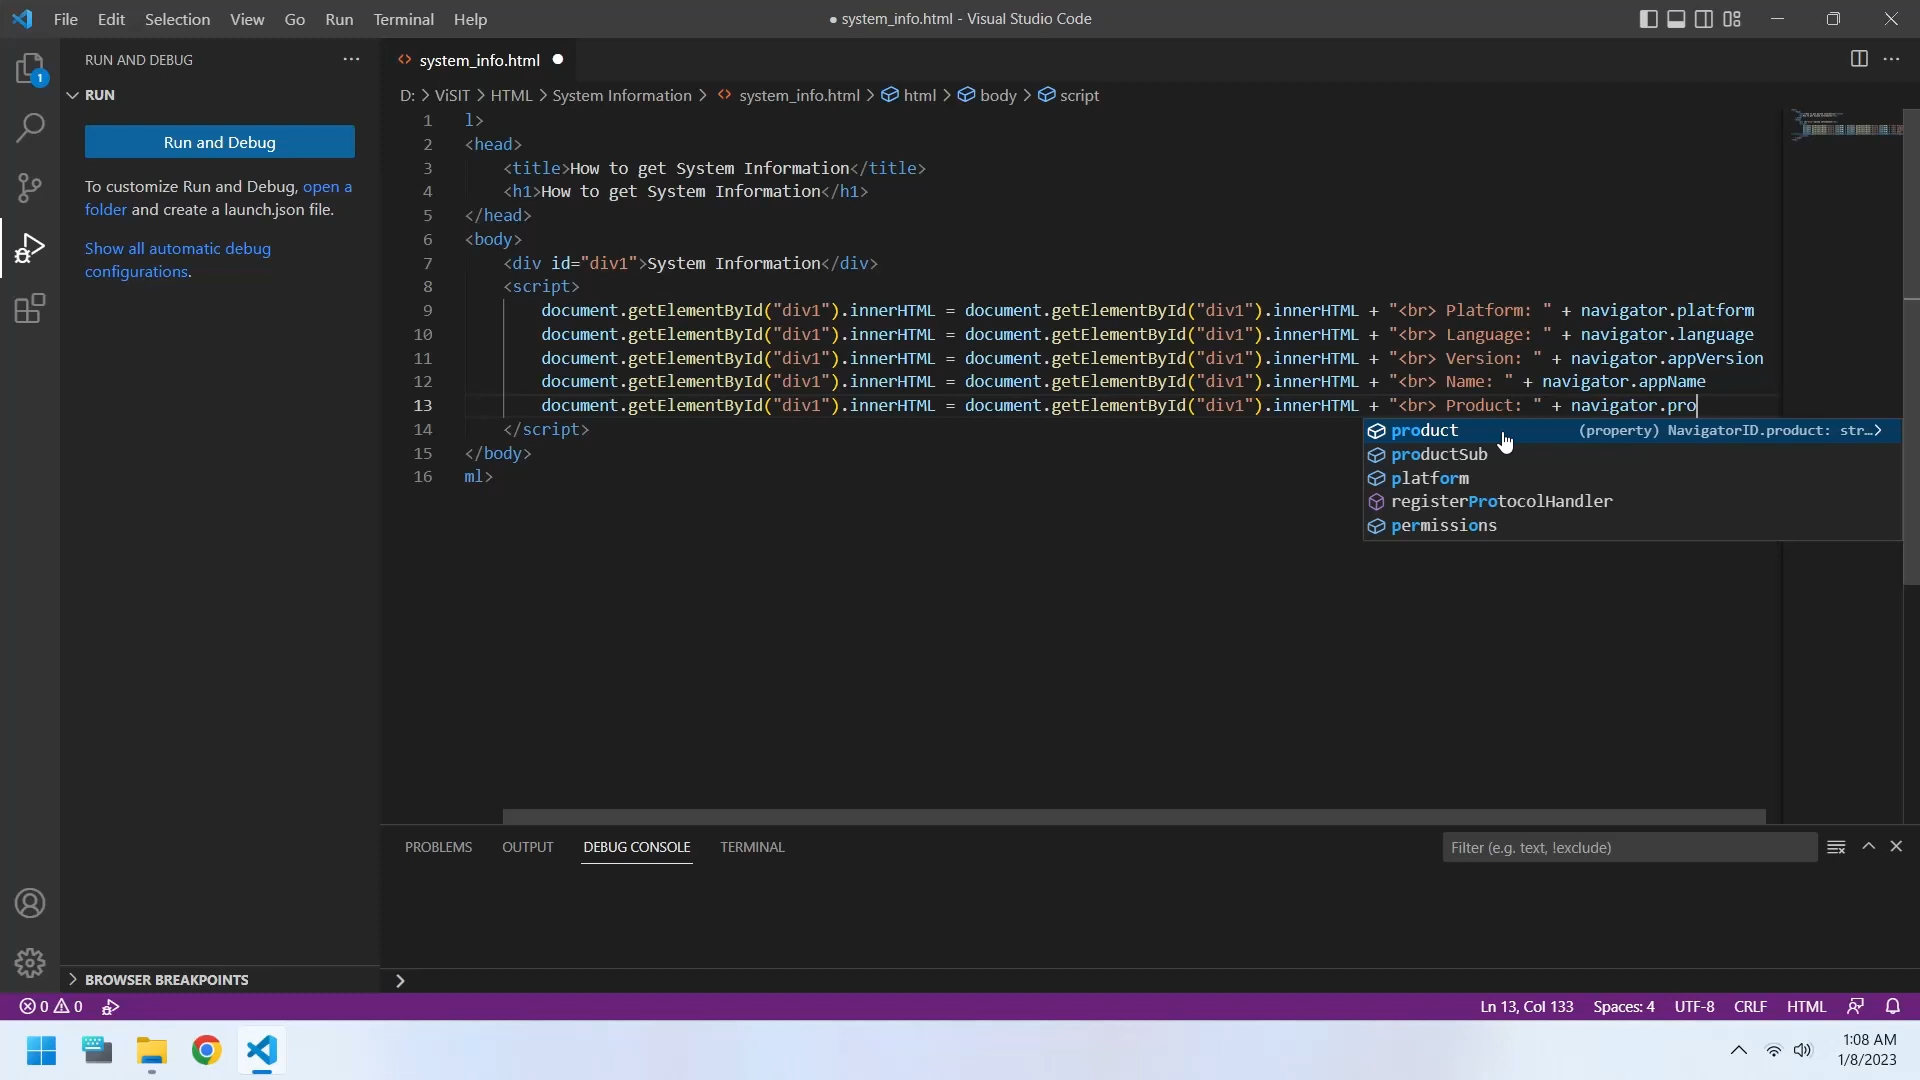 File Edit Selection View Go Run Terminal Help
● system_info.html - Visual Studio Code
RUN AND DEBUG
RUN
Run and Debug
To customize Run and Debug, open a
folder and create a launch.json file.
Show all automatic debug
configurations.
BROWSER BREAKPOINTS
1
<> system_info.html
D: > ViSIT > HTML > System Information > <> system_info.html > html > body > script
1 l>
2 <head>
3 <title>How to get System Information</title>
4 <h1>How to get System Information</h1>
5 </head>
6 <body>
7 <div id="div1">System Information</div>
8 <script>
9 document.getElementById("div1").innerHTML = document.getElementById("div1").innerHTML + "<br> Platform: " + navigator.platform
10 document.getElementById("div1").innerHTML = document.getElementById("div1").innerHTML + "<br> Language: " + navigator.language
11 document.getElementById("div1").innerHTML = document.getElementById("div1").innerHTML + "<br> Version: " + navigator.appVersion
12 document.getElementById("div1").innerHTML = document.getElementById("div1").innerHTML + "<br> Name: " + navigator.appName
13 document.getElementById("div1").innerHTML = document.getElementById("div1").innerHTML + "<br> Product: " + navigator.pro
14 </script>
15 </body>
16 ml>
product (property) NavigatorID.product: str…>
productSub
platform
registerProtocolHandler
permissions
PROBLEMS OUTPUT DEBUG CONSOLE TERMINAL
Filter (e.g. text, !exclude)
>
0 0
Ln 13, Col 133 Spaces: 4 UTF-8 CRLF HTML
1:08 AM
1/8/2023